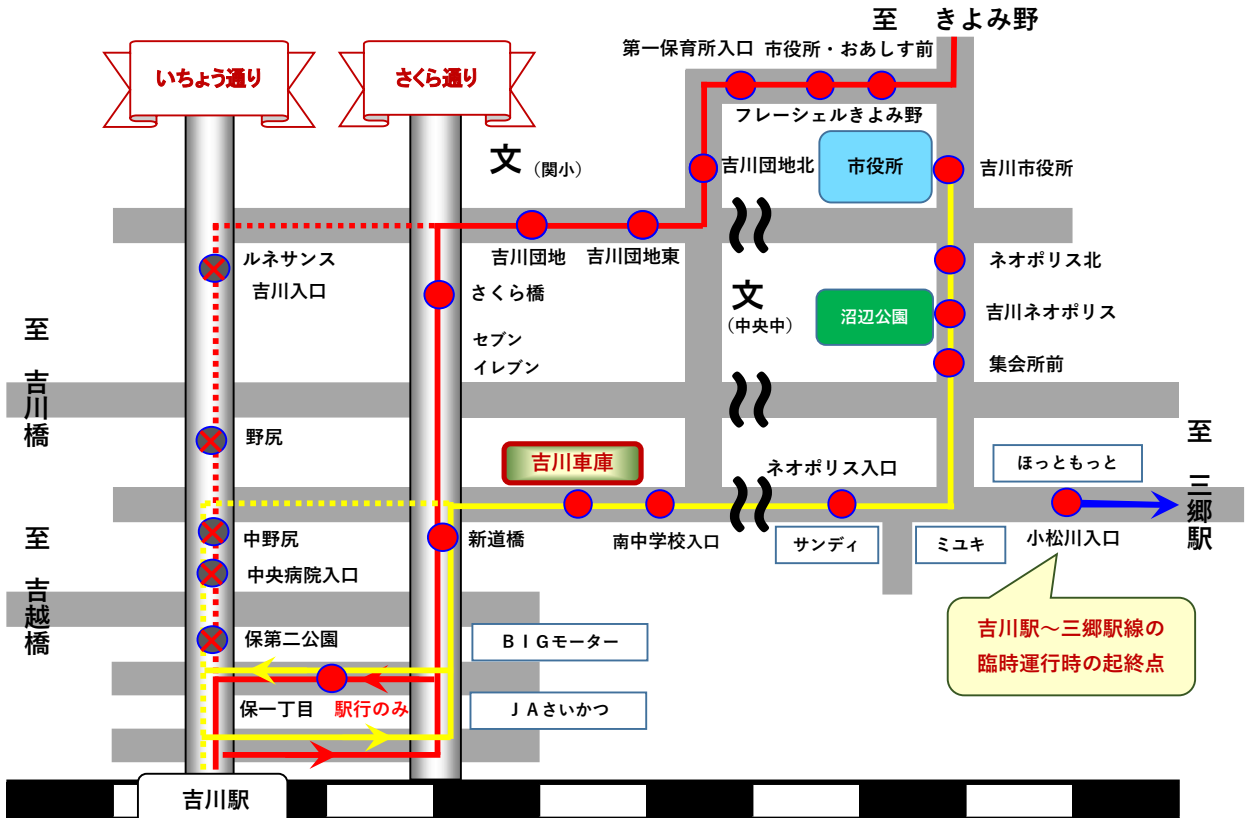 至 きよみ野
いちょう通り
さくら通り
第一保育所入口
市役所・おあしす前
フレーシェルきよみ野
文
(関小)
吉川団地北
市役所
吉川市役所
吉川団地
吉川団地東
ルネサンス
吉川入口
さくら橋
ネオポリス北
文
(中央中)
沼辺公園
吉川ネオポリス
セブン
イレブン
集会所前
至 吉川橋
野尻
吉川車庫
ネオポリス入口
ほっともっと
至 三郷駅
中野尻
新道橋
南中学校入口
サンディ
ミユキ
小松川入口
至 吉越橋
中央病院入口
保第二公園
BIGモーター
吉川駅～三郷駅線の
臨時運行時の起終点
保一丁目
駅行のみ
JAさいかつ
吉川駅